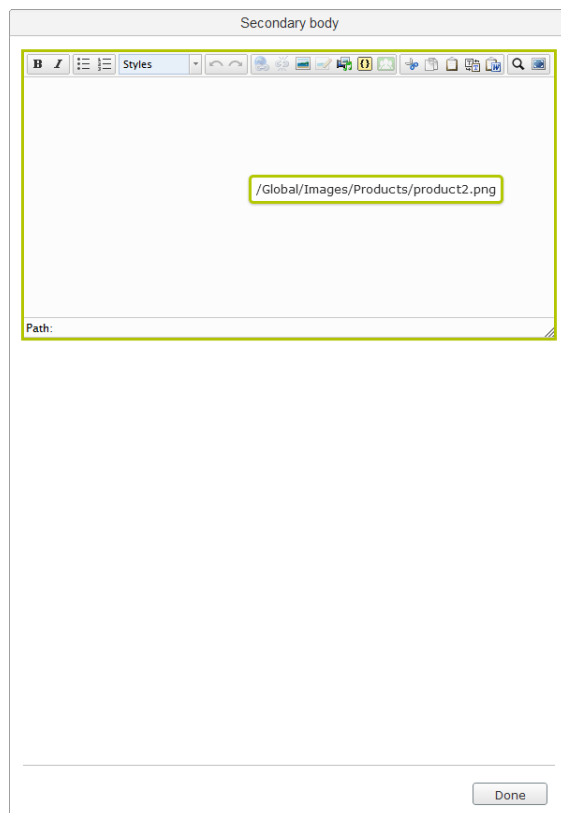 Secondary body
B I Styles
/Global/Images/Products/product2.png
Path:
Done